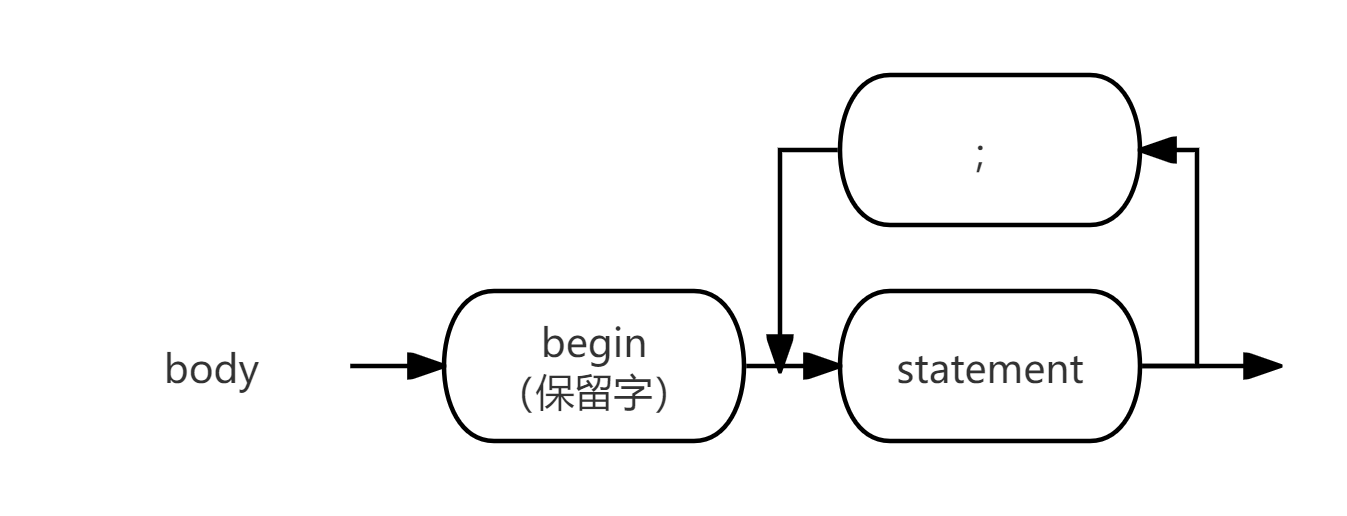 ;
body
begin
(保留字)
statement